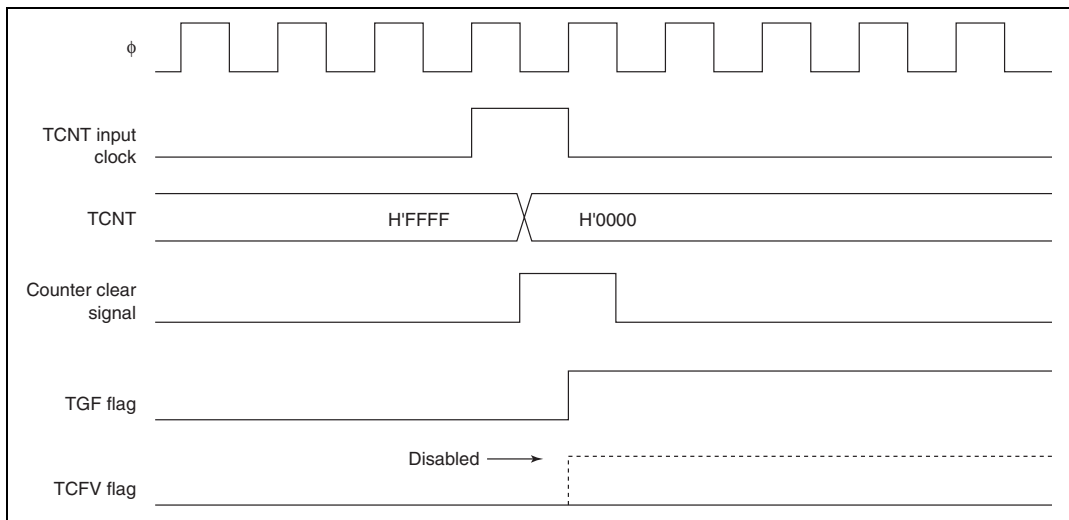 ϕ
TCNT input
clock
TCNT
H'FFFF
H'0000
Counter clear
signal
TGF flag
Disabled
TCFV flag